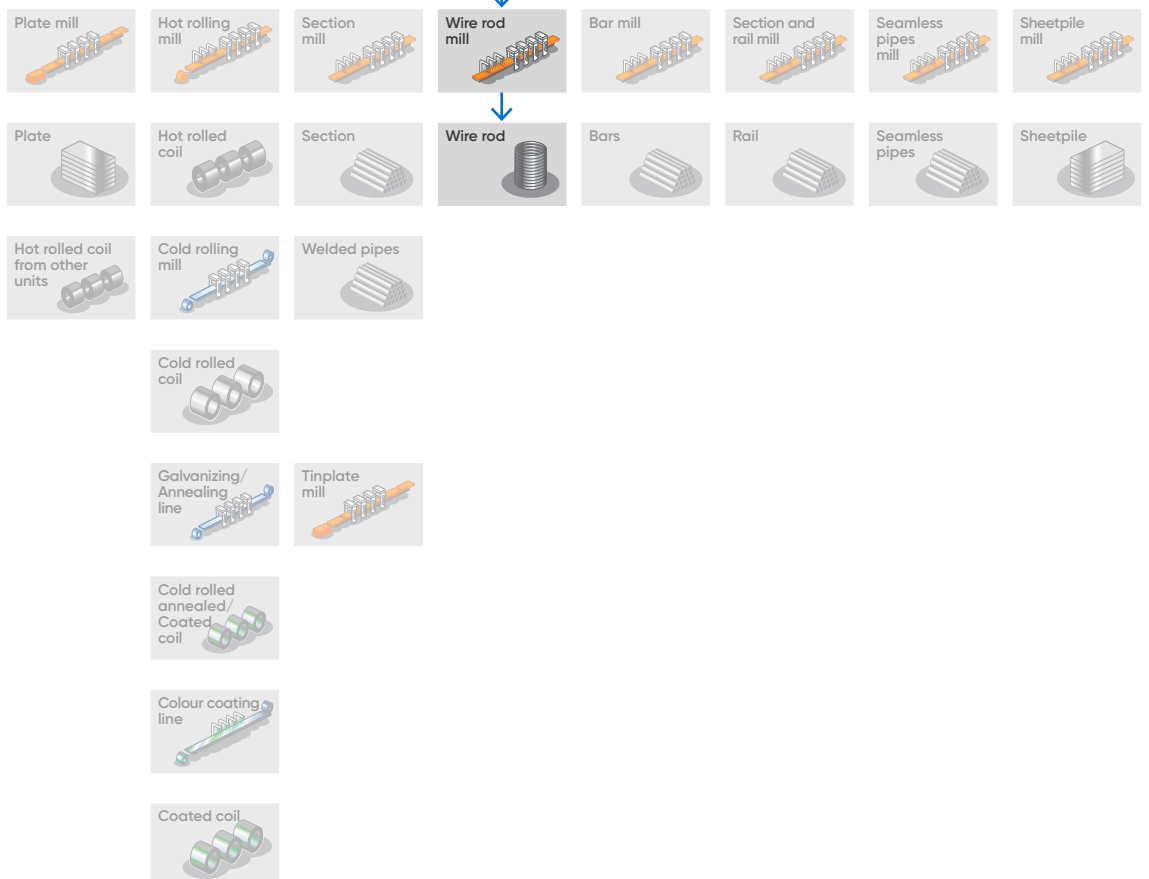 Plate mill
Hot rolling
mill
Section
mill
Wire rod
mill
Bar mill
Section and
rail mill
Seamless
pipes
mill
Sheetpile
mill
Plate
Hot rolled
coil
Section
Wire rod
Bars
Rail
Seamless
pipes
Sheetpile
Hot rolled coil
from other
units
Cold rolling
mill
Welded pipes
Cold rolled
coil
Galvanizing/
Annealing
line
Tinplate
mill
Cold rolled
annealed/
Coated
coil
Colour coating
line
Coated coil